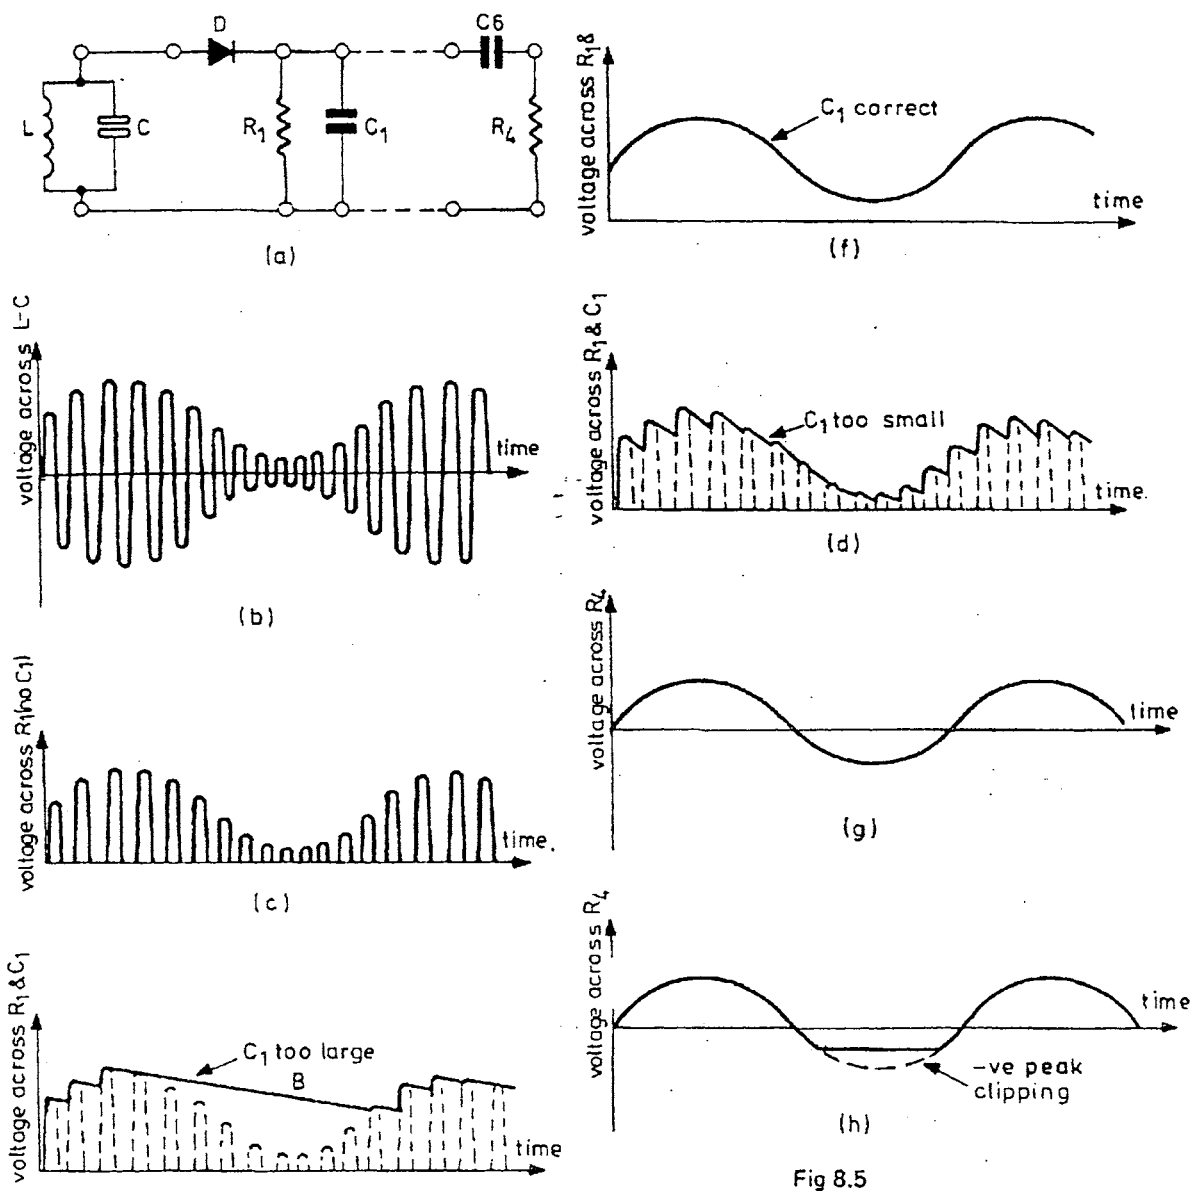 D
C6
L
C
R1
C1
R4
(a)
voltage across L-C
time
(b)
voltage across R1(no C1)
time.
(c)
voltage across R1 & C1
C1 too large
B
time
voltage across R1 &
C1 correct
time
(f)
voltage across R1 & C1
C1 too small
time.
(d)
voltage across R4
time
(g)
voltage across R4
time
-ve peak
clipping
(h)
Fig 8.5